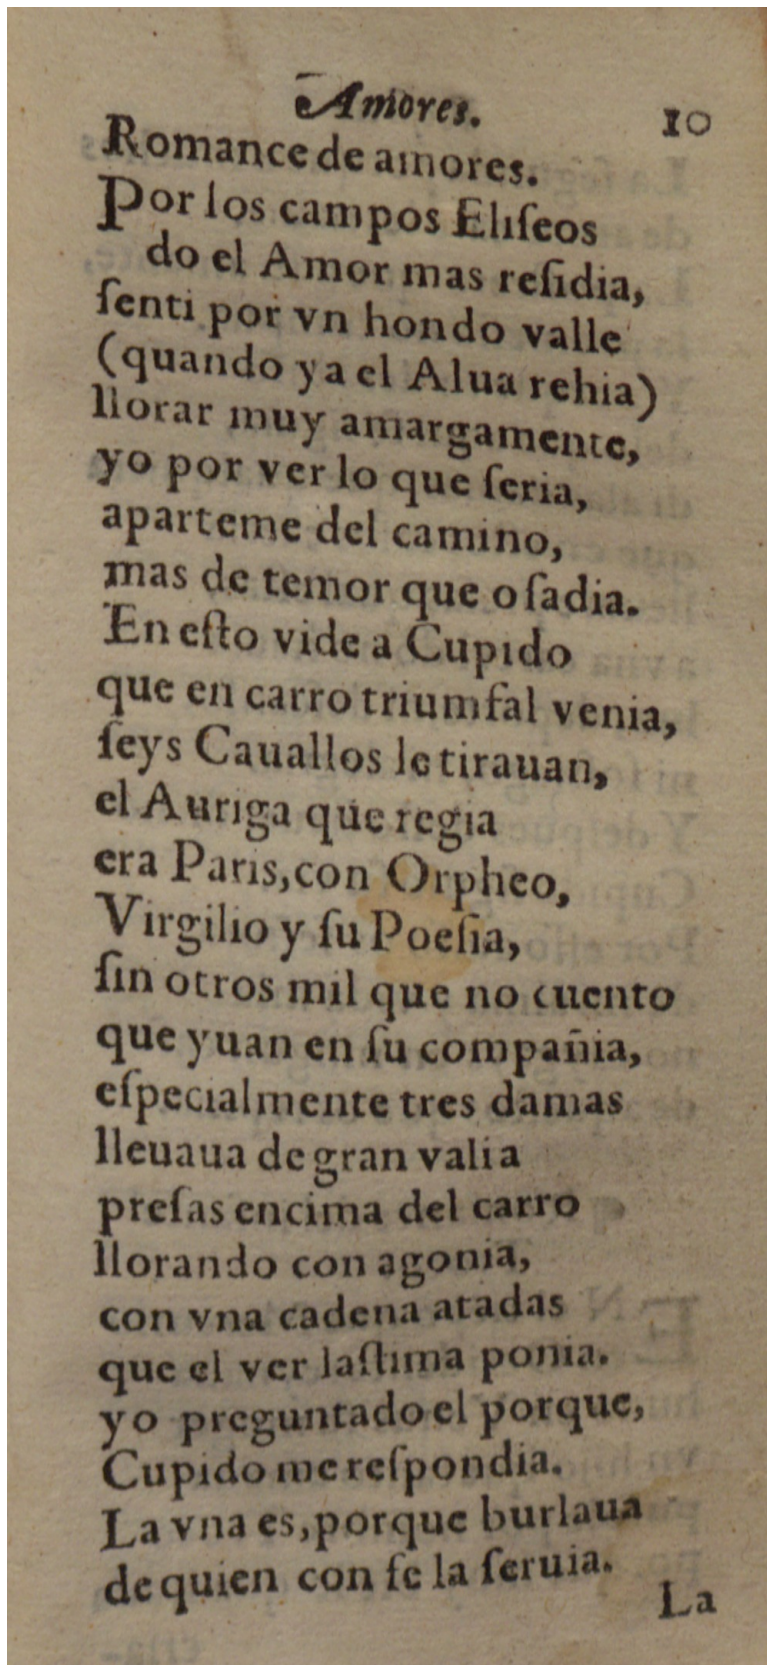 Amores.
10
Romance de amores.
Por los campos Eliseos
do el Amor mas reſidia,
ſenti por vn hondo valle
(quando ya el Alua rehia)
llorar muy amargamente,
yo por ver lo que ſeria,
aparteme del camino,
mas de temor que oſadia.
En eſto vide a Cupido
que en carro triumfal venia,
ſeys Cauallos le tirauan,
el Auriga que regia
era Paris, con Orpheo,
Virgilio y ſu Poeſia,
ſin otros mil que no cuento
que yuan en ſu compañia,
eſpecialmente tres damas
lleuaua de gran valia
preſas encima del carro
llorando con agonia,
con vna cadena atadas
que el ver laſtima ponia.
yo preguntado el porque,
Cupido me reſpondia.
La vna es, porque burlaua
de quien con fe la ſeruia.
La